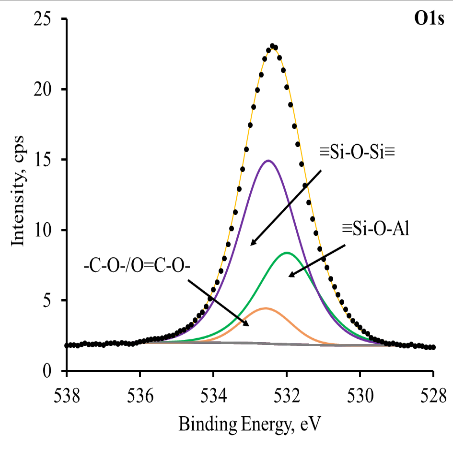 O1s
25
20
15
10
5
0
Intensity, cps
≡Si-O-Si≡
≡Si-O-Al
-C-O-/O=C-O-
538 536 534 532 530 528
Binding Energy, eV